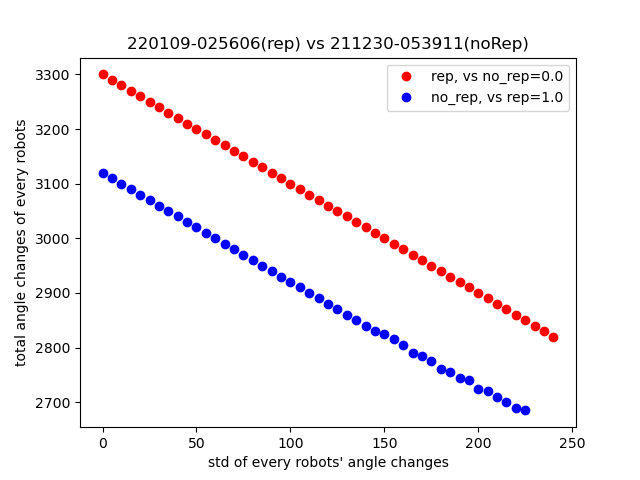 220109-025606(rep) vs 211230-053911(noRep)
rep, vs no_rep=0.0
no_rep, vs rep=1.0
total angle changes of every robots
3300
3200
3100
3000
2900
2800
2700
0 50 100 150 200 250
std of every robots' angle changes